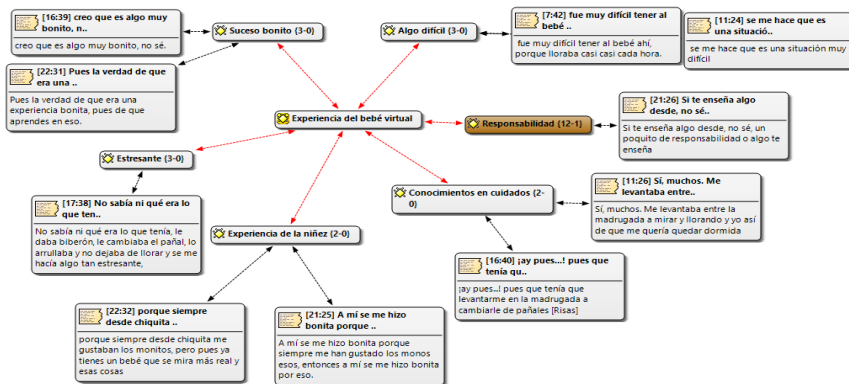 [16:39] creo que es algo muy
bonito, n..
creo que es algo muy bonito, no sé.
Suceso bonito {3-0}
Algo difícil {3-0}
[7:42] fue muy difícil tener al
bebé ..
fue muy difícil tener al bebé ahí,
porque lloraba casi casi cada hora.
[11:24] se me hace que es
una situació..
se me hace que es una situación muy
difícil
[22:31] Pues la verdad de que
era una ..
Pues la verdad de que era una
experiencia bonita, pues de que
aprendes en eso.
Experiencia del bebé virtual
Responsabilidad {12-1}
[21:26] Si te enseña algo
desde, no sé..
Si te enseña algo desde, no sé, un
poquito de responsabilidad o algo te
enseña
Estresante {3-0}
[17:38] No sabía ni qué era lo
que ten..
No sabía ni qué era lo que tenía, le
daba biberón, le cambiaba el pañal, lo
arrullaba y no dejaba de llorar y se me
hacía algo tan estresante,
Experiencia de la niñez {2-0}
Conocimientos en cuidados {2-
0}
[11:26] Sí, muchos. Me
levantaba entre..
Sí, muchos. Me levantaba entre la
madrugada a mirar y llorando y yo así
de que me quería quedar dormida
[16:40] ¡ay pues...! pues que
tenía qu..
¡ay pues...! pues que tenía que
levantarme en la madrugada a
cambiarle de pañales [Risas]
[22:32] porque siempre
desde chiquita ..
porque siempre desde chiquita me
gustaban los monitos, pero pues ya
tienes un bebé que se mira más real y
esas cosas
[21:25] A mí se me hizo
bonita porque ..
A mí se me hizo bonita porque
siempre me han gustado los monos
esos, entonces a mí se me hizo bonita
por eso.